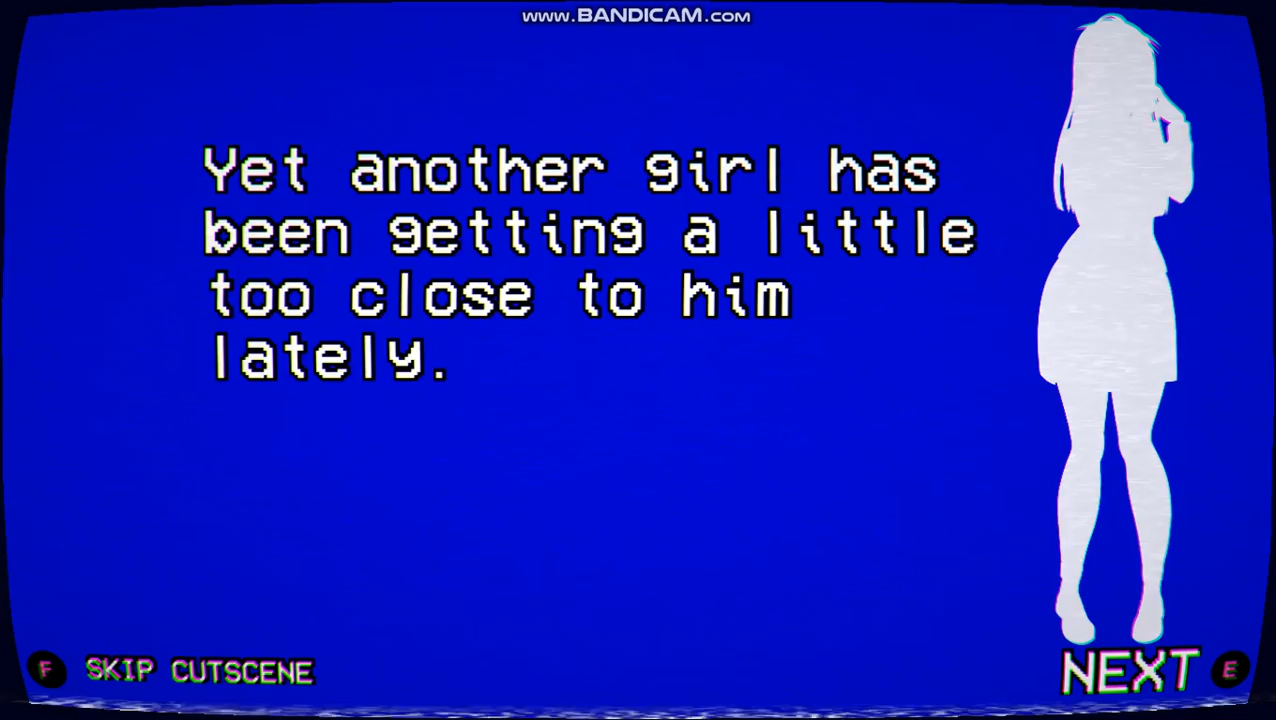 www.BANDICAM.com
Yet another girl has
been getting a little
too close to him
lately.
F SKIP CUTSCENE
NEXT E